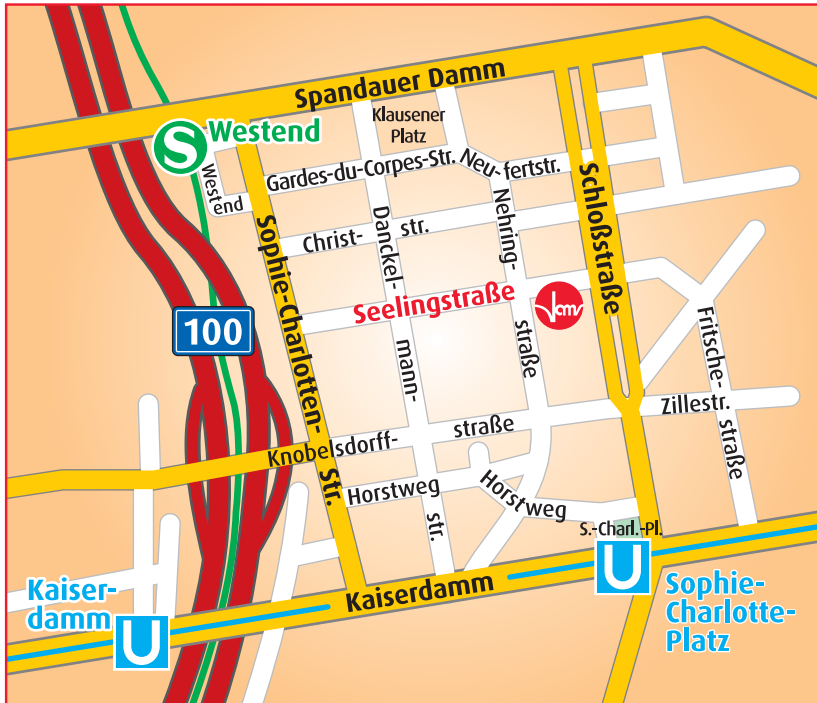 Spandauer Damm
Klausener
Platz
S
Westend
Westend
Gardes-du-Corpes-Str.
Neu-fertstr.
Christ-
str.
Danckel-
mann-
str.
Nehring-
straße
Sophie-Charlotten-
Str.
Schloßstraße
Seelingstraße
vcm
100
Fritsche-
straße
Zillestr.
Knobelsdorff-
straße
Horstweg
Horstweg
S.-Charl.-Pl.
U
Sophie-
Charlotte-
Platz
Kaiserdamm
Kaiser-
damm
U